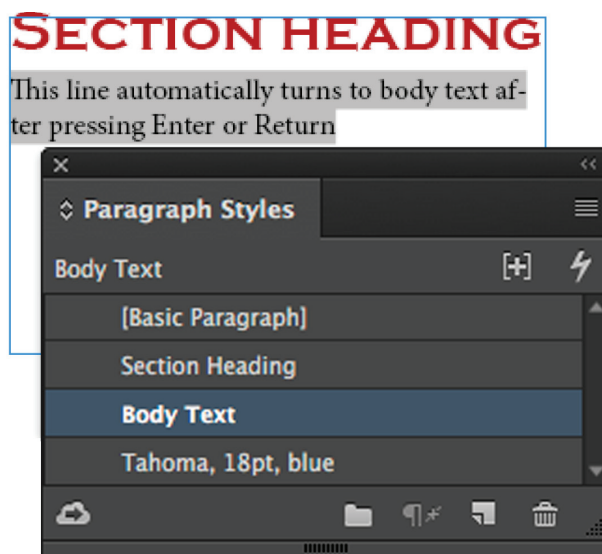 SECTION HEADING
This line automatically turns to body text af-
ter pressing Enter or Return
Paragraph Styles
Body Text
[Basic Paragraph]
Section Heading
Body Text
Tahoma, 18pt, blue